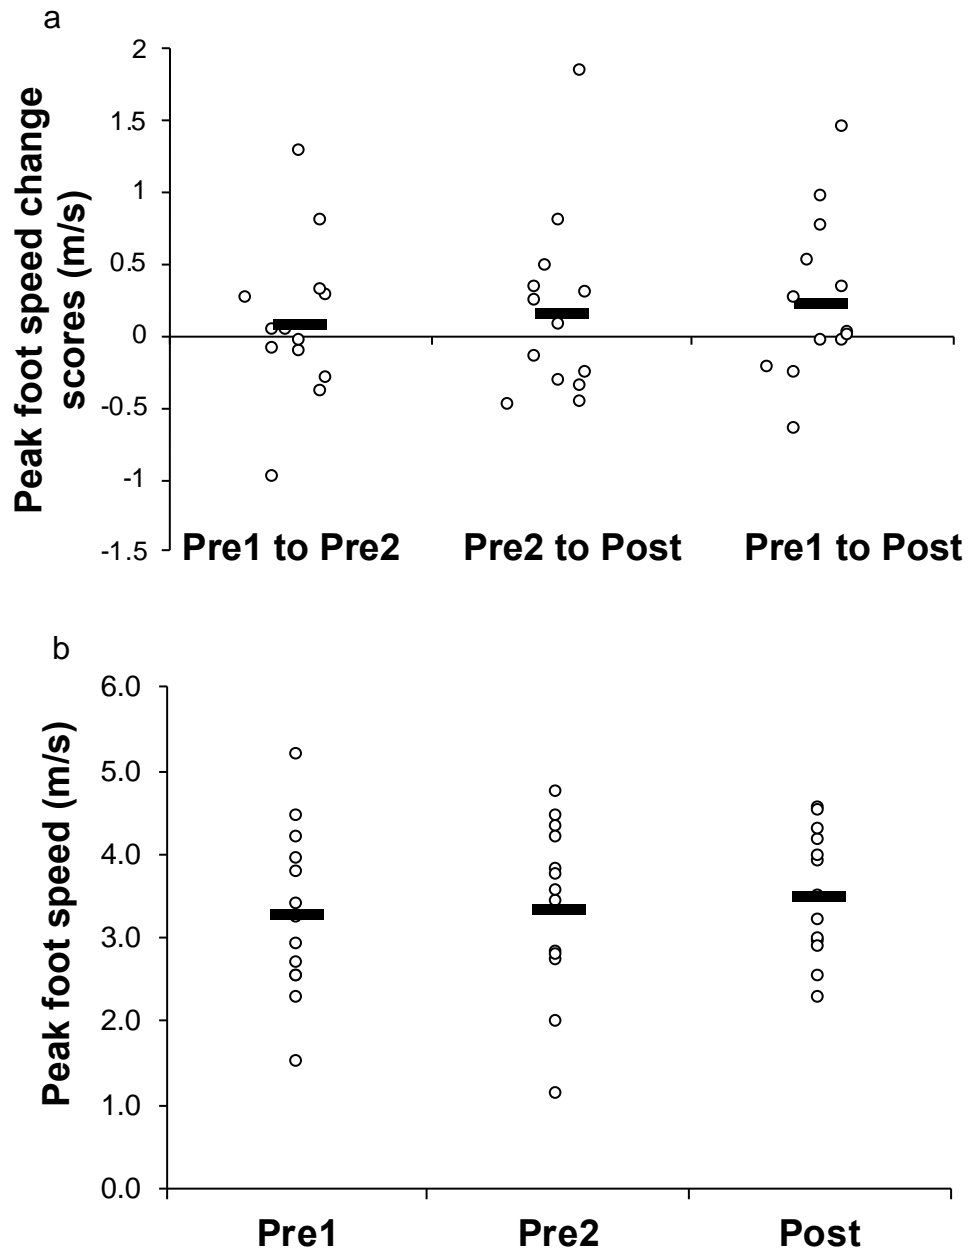 a
Peak foot speed change
scores (m/s)
2
1.5
1
0.5
0
-0.5
-1
-1.5
Pre1 to Pre2 Pre2 to Post Pre1 to Post
b
Peak foot speed (m/s)
6.0
5.0
4.0
3.0
2.0
1.0
0.0
Pre1 Pre2 Post